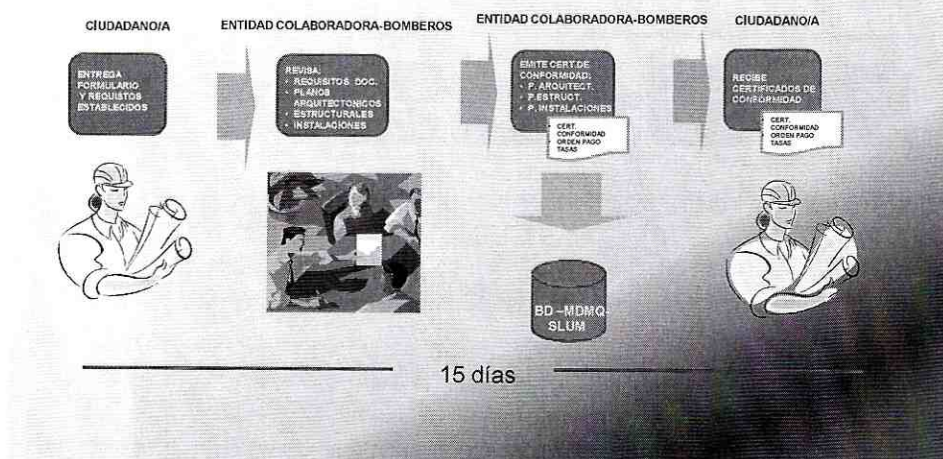 CIUDADANO/A
ENTREGA
FORMULARIO
Y REQUISTOS
ESTABLECIDOS
ENTIDAD COLABORADORA-BOMBEROS
REVISA:
• REQUISITOS DOC.
• PLANOS
ARQUITECTONICOS
• ESTRUCTURALES
• INSTALACIONES
ENTIDAD COLABORADORA-BOMBEROS
EMITE CERT.DE
CONFORMIDAD:
• P. ARQUITECT.
• P.ESTRUCT.
• P. INSTALACIONES
• CERT.
CONFORMIDAD
• ORDEN PAGO
TASAS
BD –MDMQ-
SLUM
CIUDADANO/A
RECIBE
CERTIFICADOS DE
CONFORMIDAD
CERT.
CONFORMIDAD
ORDEN PAGO
TASAS
15 días